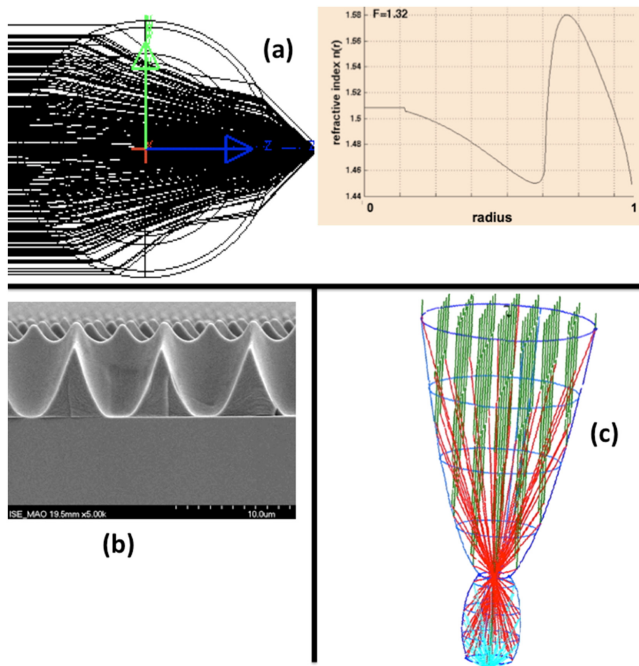 (a)
Z
F=1.32
refractive index n(r)
1.58
1.56
1.54
1.52
1.5
1.48
1.46
1.44
0
1
radius
ISE_MAO 19.5mm x5.00k
10.0um
(b)
(c)